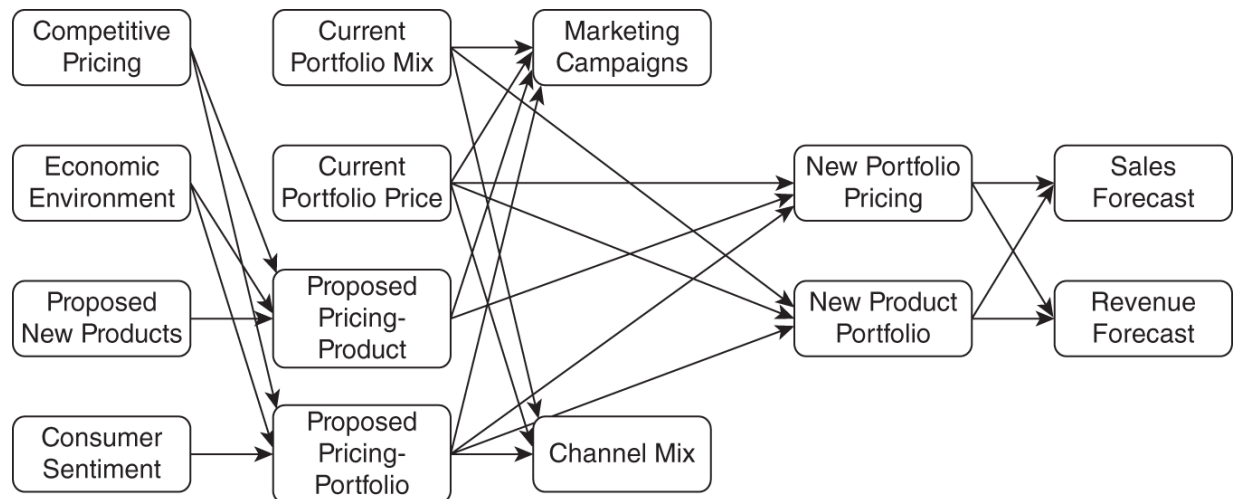 Competitive
Pricing
Current
Portfolio Mix
Marketing
Campaigns
Economic
Environment
Current
Portfolio Price
New Portfolio
Pricing
Sales
Forecast
Proposed
New Products
Proposed
Pricing-
Product
New Product
Portfolio
Revenue
Forecast
Consumer
Sentiment
Proposed
Pricing-
Portfolio
Channel Mix